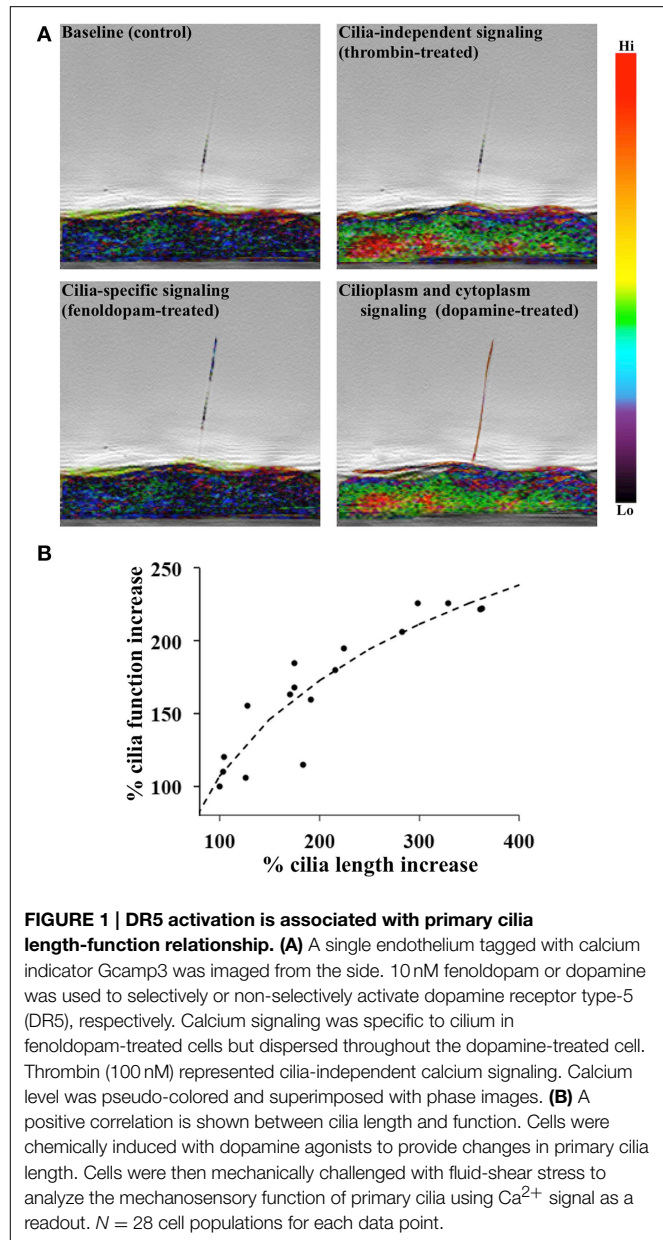 A
Baseline (control)
Cilia-independent signaling
(thrombin-treated)
Hi
Cilia-specific signaling
(fenoldopam-treated)
Cilioplasm and cytoplasm
signaling (dopamine-treated)
Lo
B
250
200
150
100
% cilia function increase
100 200 300 400
% cilia length increase
FIGURE 1 | DR5 activation is associated with primary cilia
length-function relationship. (A) A single endothelium tagged with calcium
indicator Gcamp3 was imaged from the side. 10 nM fenoldopam or dopamine
was used to selectively or non-selectively activate dopamine receptor type-5
(DR5), respectively. Calcium signaling was specific to cilium in
fenoldopam-treated cells but dispersed throughout the dopamine-treated cell.
Thrombin (100 nM) represented cilia-independent calcium signaling. Calcium
level was pseudo-colored and superimposed with phase images. (B) A
positive correlation is shown between cilia length and function. Cells were
chemically induced with dopamine agonists to provide changes in primary cilia
length. Cells were then mechanically challenged with fluid-shear stress to
analyze the mechanosensory function of primary cilia using Ca²⁺ signal as a
readout. N = 28 cell populations for each data point.